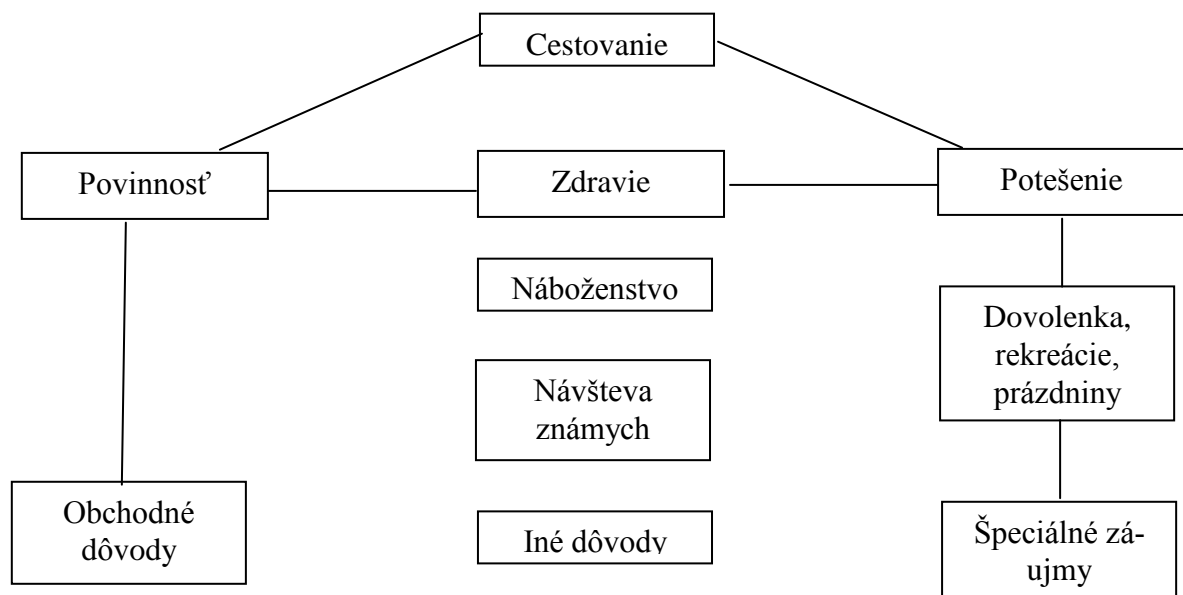 Cestovanie
Povinnosť
Zdravie
Potešenie
Náboženstvo
Dovolenka,
rekreácie,
prázdniny
Návšteva
známych
Obchodné
dôvody
Iné dôvody
Špeciálné zá-
ujmy